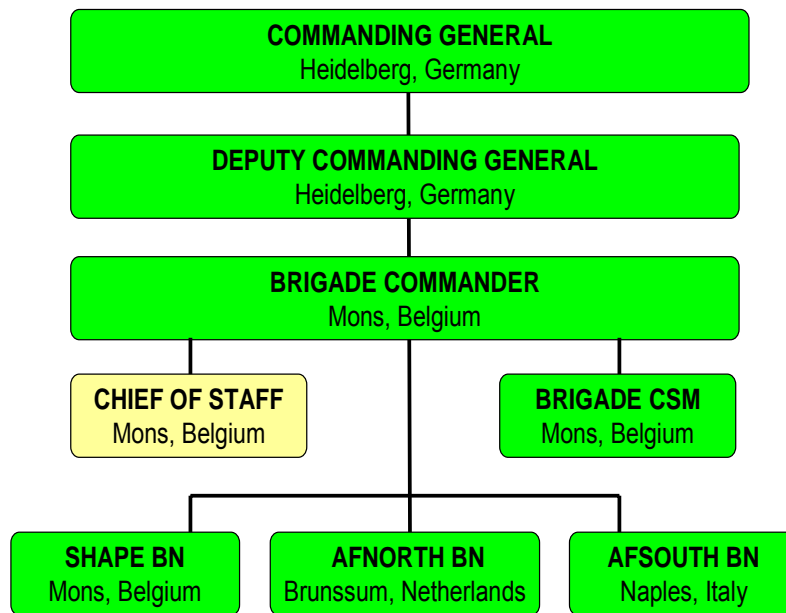 COMMANDING GENERAL
Heidelberg, Germany
DEPUTY COMMANDING GENERAL
Heidelberg, Germany
BRIGADE COMMANDER
Mons, Belgium
CHIEF OF STAFF
Mons, Belgium
BRIGADE CSM
Mons, Belgium
SHAPE BN
Mons, Belgium
AFNORTH BN
Brunssum, Netherlands
AFSOUTH BN
Naples, Italy